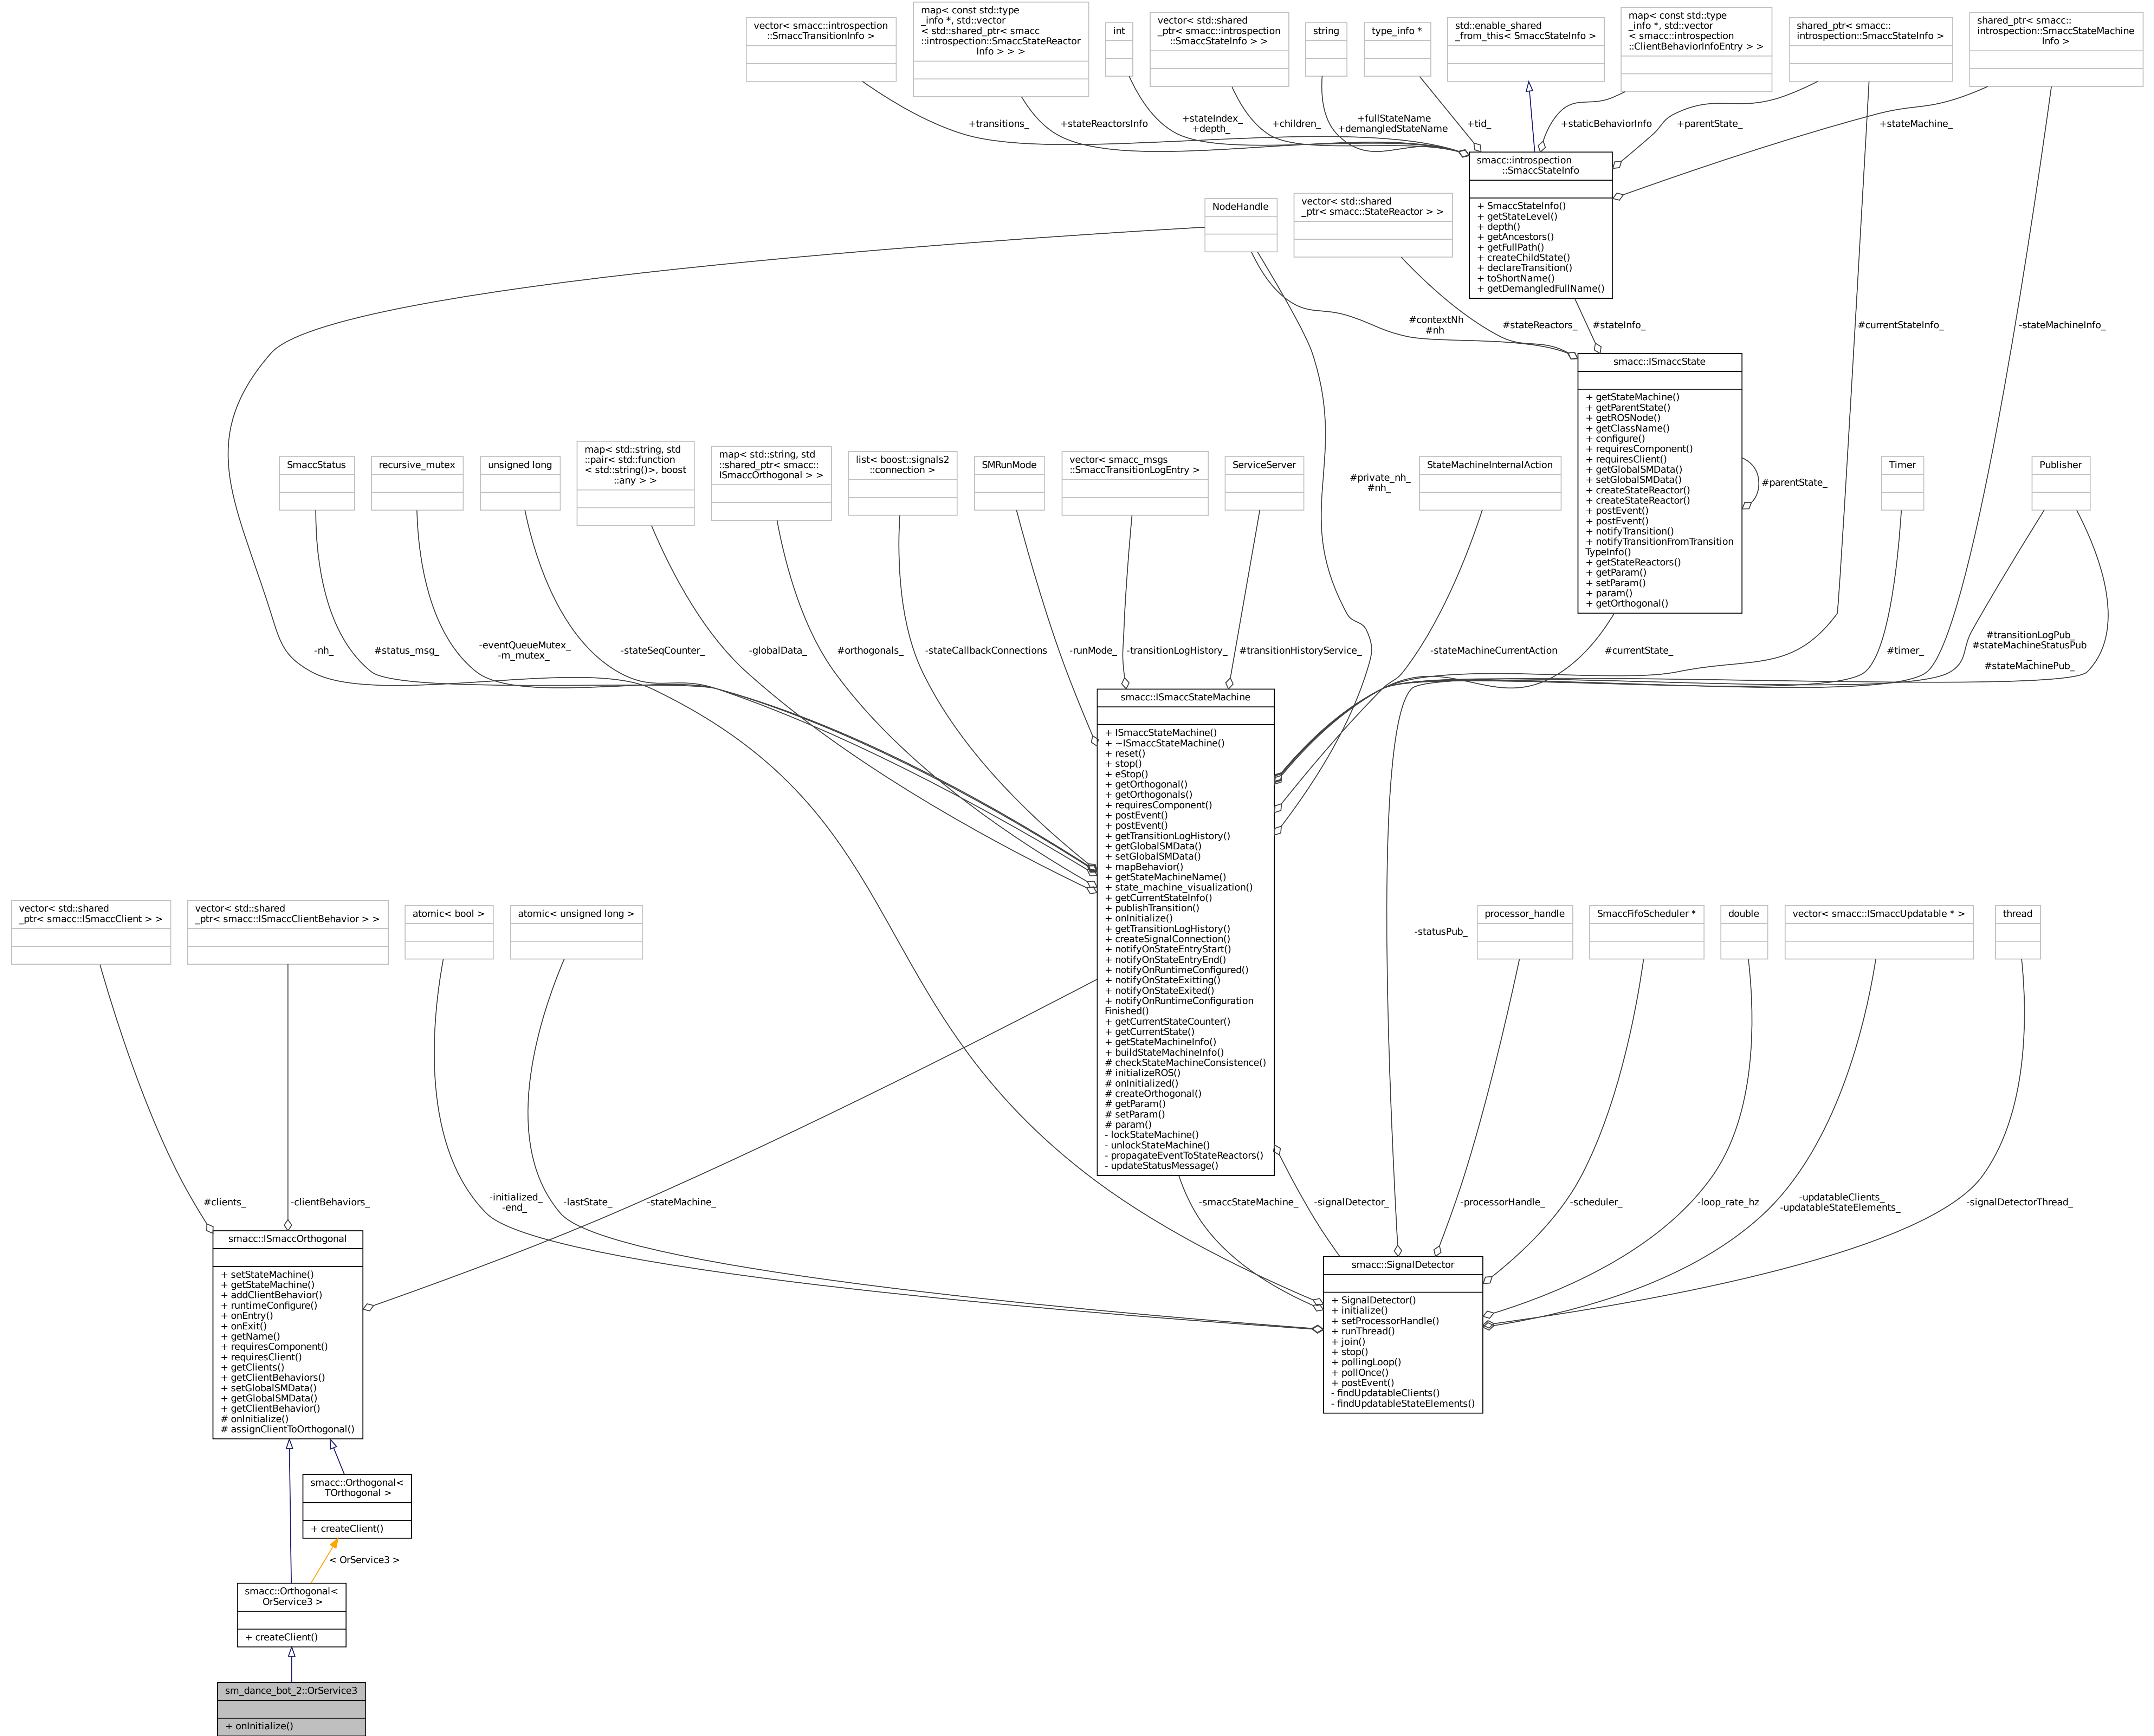 vector< smacc::introspection
::SmaccTransitionInfo >
map< const std::type
_info *, std::vector
< std::shared_ptr< smacc
::introspection::SmaccStateReactor
Info > > >
int
vector< std::shared
_ptr< smacc::introspection
::SmaccStateInfo > >
string
type_info *
std::enable_shared
_from_this< SmaccStateInfo >
map< const std::type
_info *, std::vector
< smacc::introspection
::ClientBehaviorInfoEntry > >
shared_ptr< smacc::
introspection::SmaccStateInfo >
shared_ptr< smacc::
introspection::SmaccStateMachine
Info >
+transitions_
+stateReactorsInfo
+stateIndex_
+depth_
+children_
+fullStateName
+demangledStateName
+tid_
+staticBehaviorInfo
+parentState_
+stateMachine_
smacc::introspection
::SmaccStateInfo
+ SmaccStateInfo()
+ getStateLevel()
+ depth()
+ getAncestors()
+ getFullPath()
+ createChildState()
+ declareTransition()
+ toShortName()
+ getDemangledFullName()
NodeHandle
vector< std::shared
_ptr< smacc::StateReactor > >
#contextNh
#nh
#stateReactors_
#stateInfo_
#currentStateInfo_
-stateMachineInfo_
smacc::ISmaccState
+ getStateMachine()
+ getParentState()
+ getROSNode()
+ getClassName()
+ configure()
+ requiresComponent()
+ requiresClient()
+ getGlobalSMData()
+ setGlobalSMData()
+ createStateReactor()
+ createStateReactor()
+ postEvent()
+ postEvent()
+ notifyTransition()
+ notifyTransitionFromTransition
TypeInfo()
+ getStateReactors()
+ getParam()
+ setParam()
+ param()
+ getOrthogonal()
#parentState_
SmaccStatus
recursive_mutex
unsigned long
map< std::string, std
::pair< std::function
< std::string()>, boost
::any > >
map< std::string, std
::shared_ptr< smacc::
ISmaccOrthogonal > >
list< boost::signals2
::connection >
SMRunMode
vector< smacc_msgs
::SmaccTransitionLogEntry >
ServiceServer
#private_nh_
#nh_
StateMachineInternalAction
Timer
Publisher
-nh_
#status_msg_
-eventQueueMutex_
-m_mutex_
-stateSeqCounter_
-globalData_
#orthogonals_
-stateCallbackConnections
-runMode_
-transitionLogHistory_
#transitionHistoryService_
-stateMachineCurrentAction
#currentState_
#timer_
#transitionLogPub_
#stateMachineStatusPub
_
#stateMachinePub_
smacc::ISmaccStateMachine
+ ISmaccStateMachine()
+ ~ISmaccStateMachine()
+ reset()
+ stop()
+ eStop()
+ getOrthogonal()
+ getOrthogonals()
+ requiresComponent()
+ postEvent()
+ postEvent()
+ getTransitionLogHistory()
+ getGlobalSMData()
+ setGlobalSMData()
+ mapBehavior()
+ getStateMachineName()
+ state_machine_visualization()
+ getCurrentStateInfo()
+ publishTransition()
+ onInitialize()
+ getTransitionLogHistory()
+ createSignalConnection()
+ notifyOnStateEntryStart()
+ notifyOnStateEntryEnd()
+ notifyOnRuntimeConfigured()
+ notifyOnStateExitting()
+ notifyOnStateExited()
+ notifyOnRuntimeConfiguration
Finished()
+ getCurrentStateCounter()
+ getCurrentState()
+ getStateMachineInfo()
+ buildStateMachineInfo()
# checkStateMachineConsistence()
# initializeROS()
# onInitialized()
# createOrthogonal()
# getParam()
# setParam()
# param()
- lockStateMachine()
- unlockStateMachine()
- propagateEventToStateReactors()
- updateStatusMessage()
vector< std::shared
_ptr< smacc::ISmaccClient > >
vector< std::shared
_ptr< smacc::ISmaccClientBehavior > >
atomic< bool >
atomic< unsigned long >
-statusPub_
processor_handle
SmaccFifoScheduler *
double
vector< smacc::ISmaccUpdatable * >
thread
#clients_
-clientBehaviors_
-initialized_
-end_
-lastState_
-stateMachine_
-smaccStateMachine_
-signalDetector_
-processorHandle_
-scheduler_
-loop_rate_hz
-updatableClients_
-updatableStateElements_
-signalDetectorThread_
smacc::ISmaccOrthogonal
+ setStateMachine()
+ getStateMachine()
+ addClientBehavior()
+ runtimeConfigure()
+ onEntry()
+ onExit()
+ getName()
+ requiresComponent()
+ requiresClient()
+ getClients()
+ getClientBehaviors()
+ setGlobalSMData()
+ getGlobalSMData()
+ getClientBehavior()
# onInitialize()
# assignClientToOrthogonal()
smacc::SignalDetector
+ SignalDetector()
+ initialize()
+ setProcessorHandle()
+ runThread()
+ join()
+ stop()
+ pollingLoop()
+ pollOnce()
+ postEvent()
- findUpdatableClients()
- findUpdatableStateElements()
smacc::Orthogonal<
TOrthogonal >
+ createClient()
< OrService3 >
smacc::Orthogonal<
OrService3 >
+ createClient()
sm_dance_bot_2::OrService3
+ onInitialize()